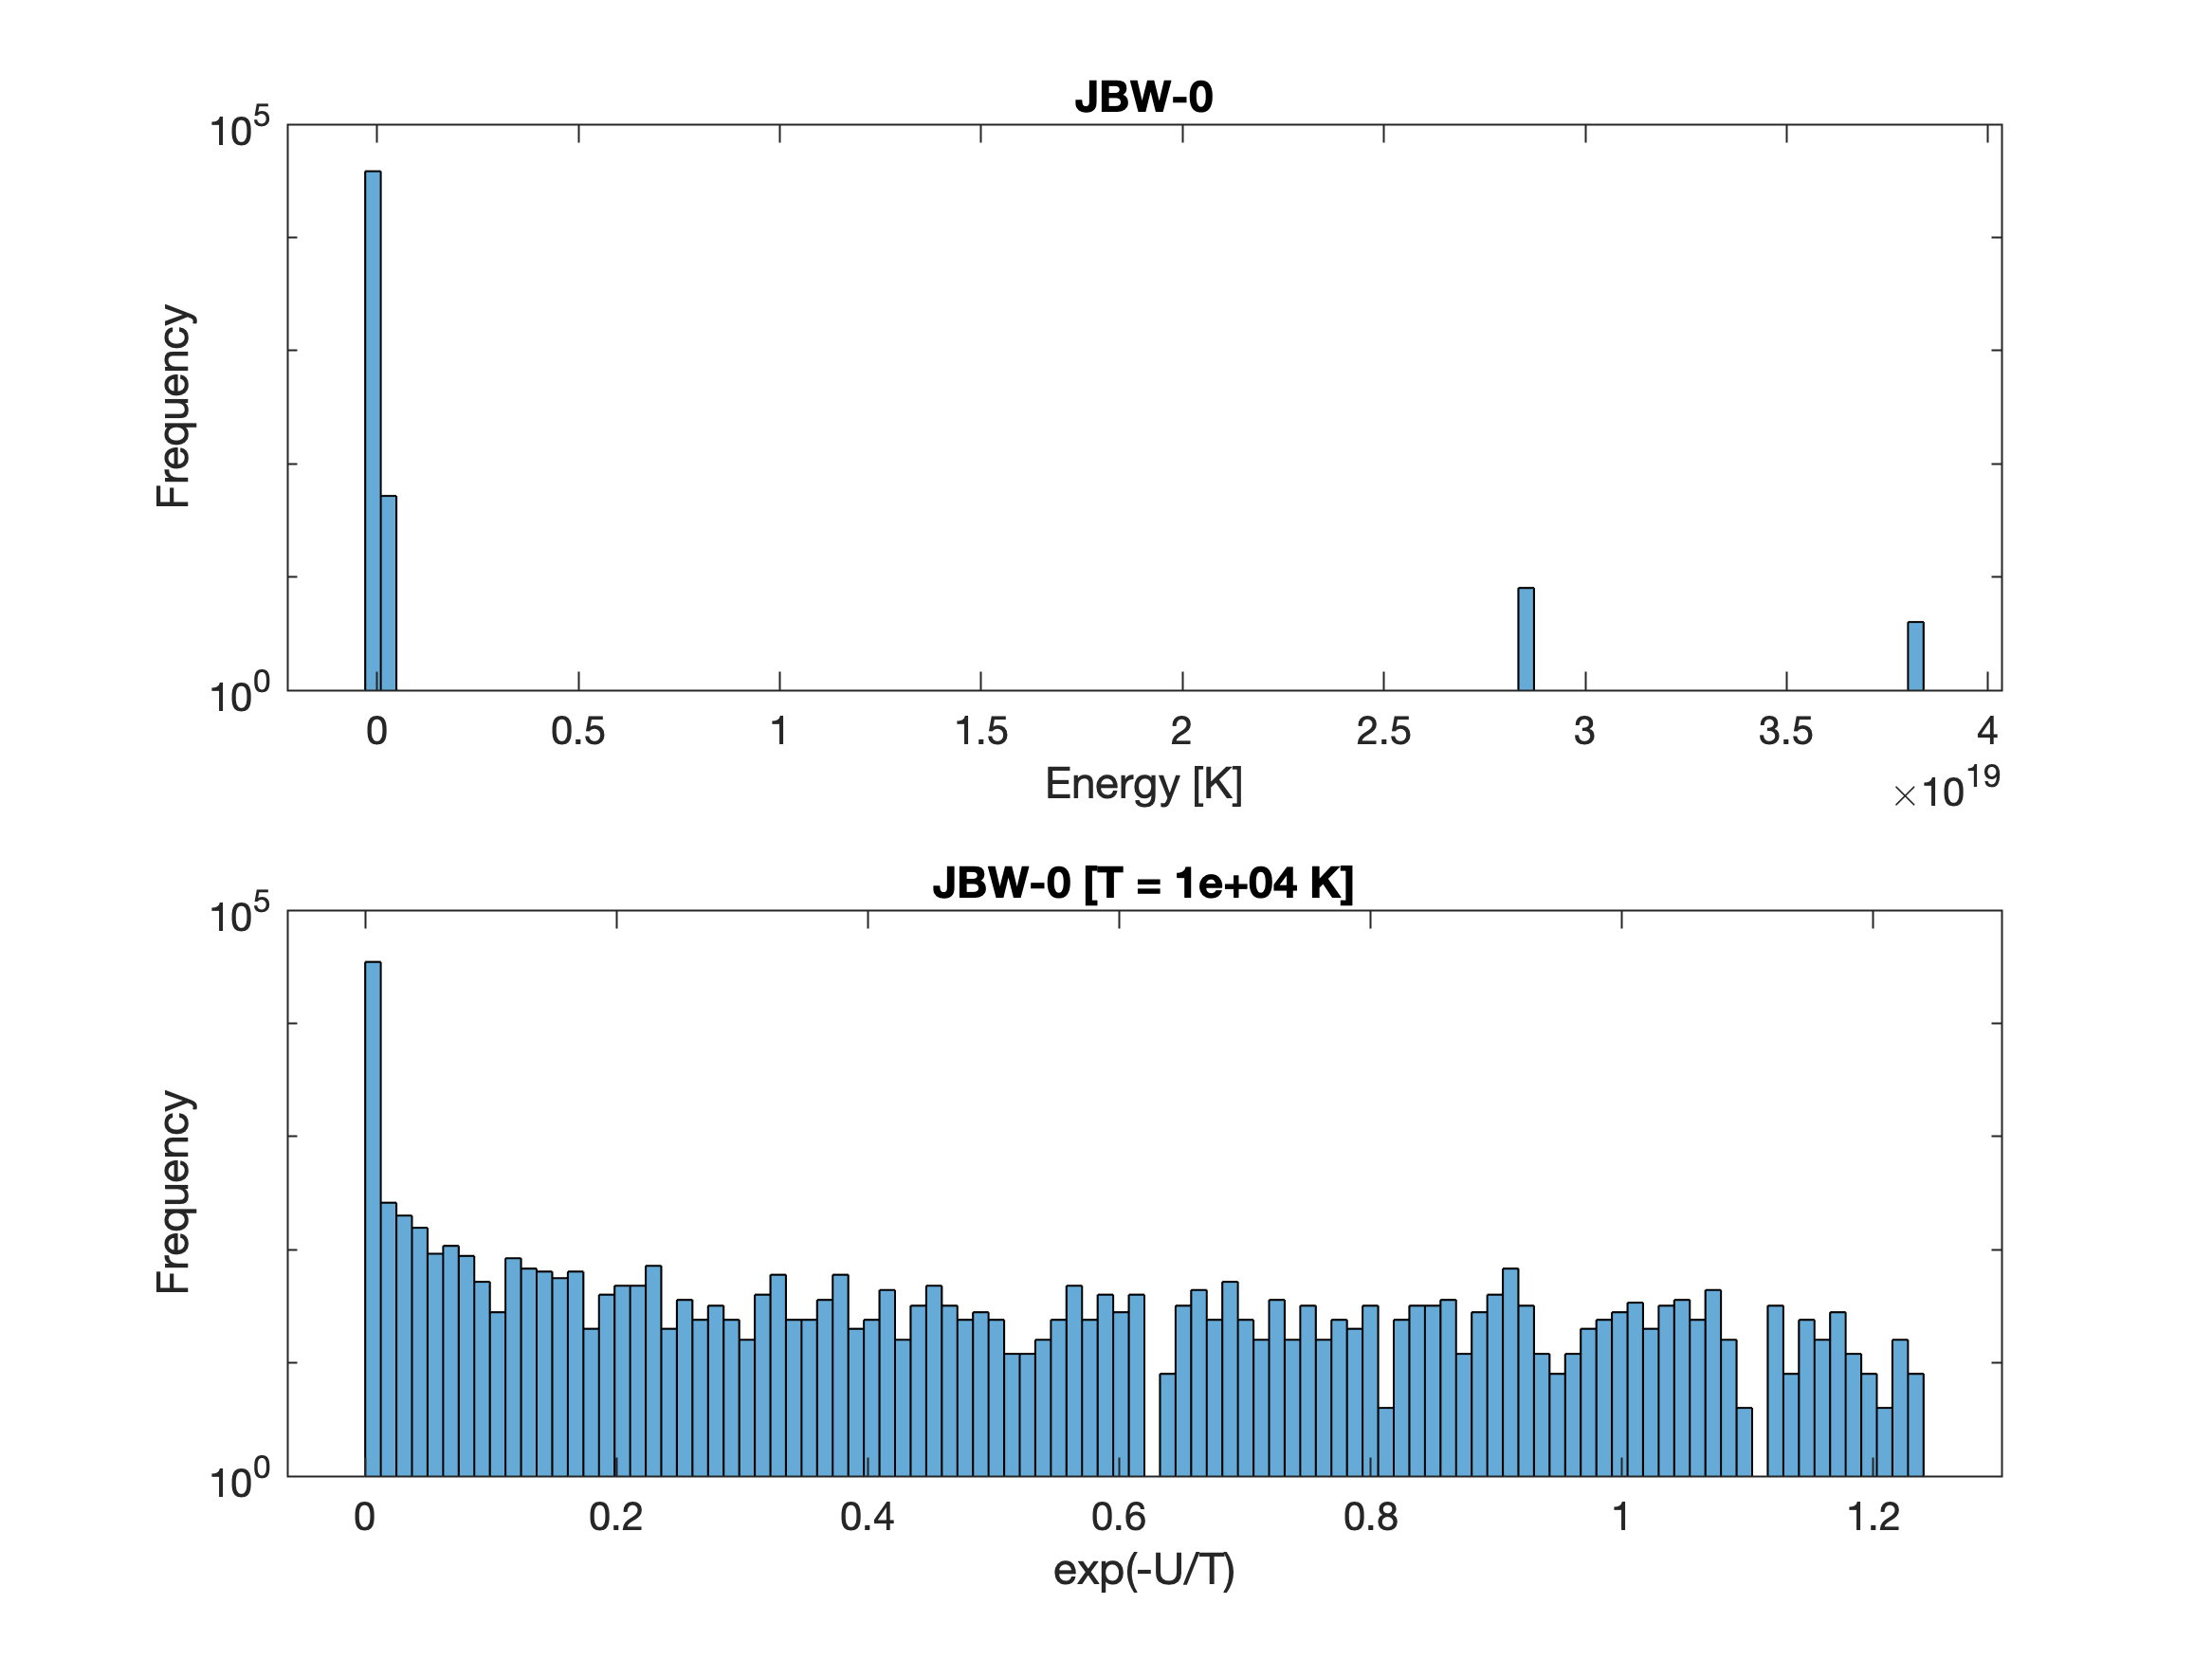 JBW-0
10^5
Frequency
10^0
0 0.5 1 1.5 2 2.5 3 3.5 4
Energy [K]
×10^19
JBW-0 [T = 1e+04 K]
10^5
Frequency
10^0
0 0.2 0.4 0.6 0.8 1 1.2
exp(-U/T)